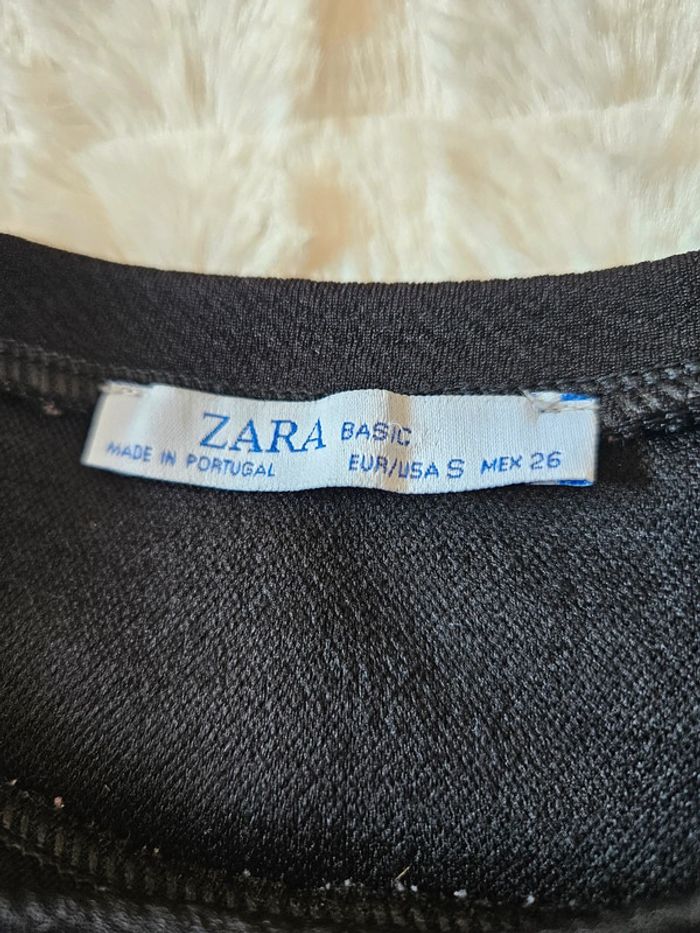 ZARA BASIC
MADE IN PORTUGAL EUR/USA S MEX 26